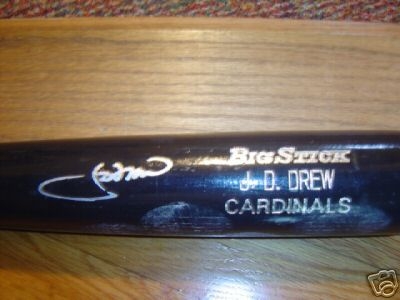 BIG STICK
J. D. DREW
CARDINALS